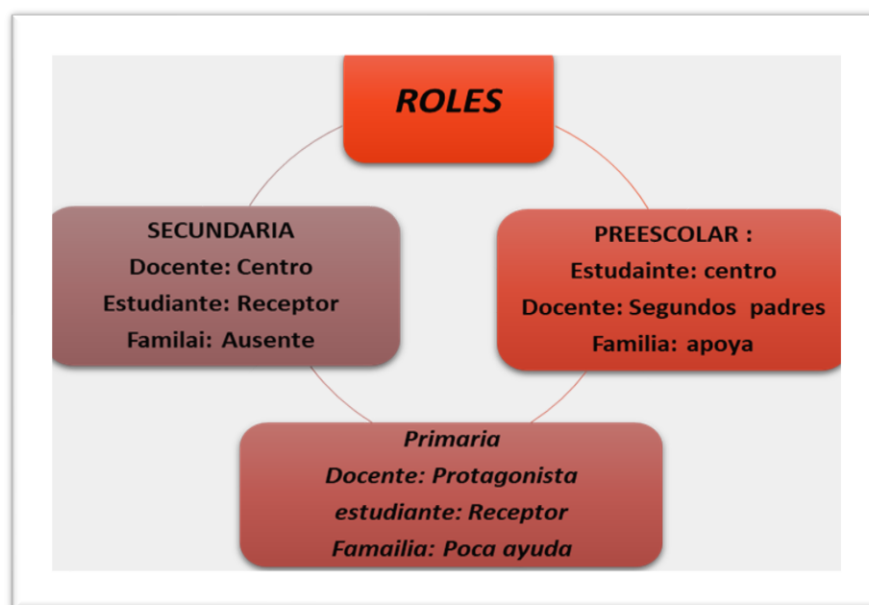 ROLES
SECUNDARIA
Docente: Centro
Estudiante: Receptor
Familai: Ausente
PREESCOLAR :
Estudainte: centro
Docente: Segundos padres
Familia: apoya
Primaria
Docente: Protagonista
estudiante: Receptor
Famailia: Poca ayuda